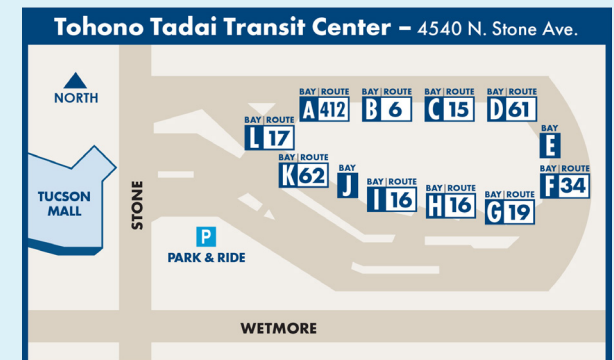 Tohono Tadai Transit Center – 4540 N. Stone Ave.
NORTH
BAY | ROUTE
A 412
BAY | ROUTE
B 6
BAY | ROUTE
C 15
BAY | ROUTE
D 61
BAY | ROUTE
L 17
BAY
E
BAY | ROUTE
K 62
BAY
J
BAY | ROUTE
I 16
BAY | ROUTE
H 16
BAY | ROUTE
G 19
BAY | ROUTE
F 34
TUCSON
MALL
STONE
P
PARK & RIDE
WETMORE